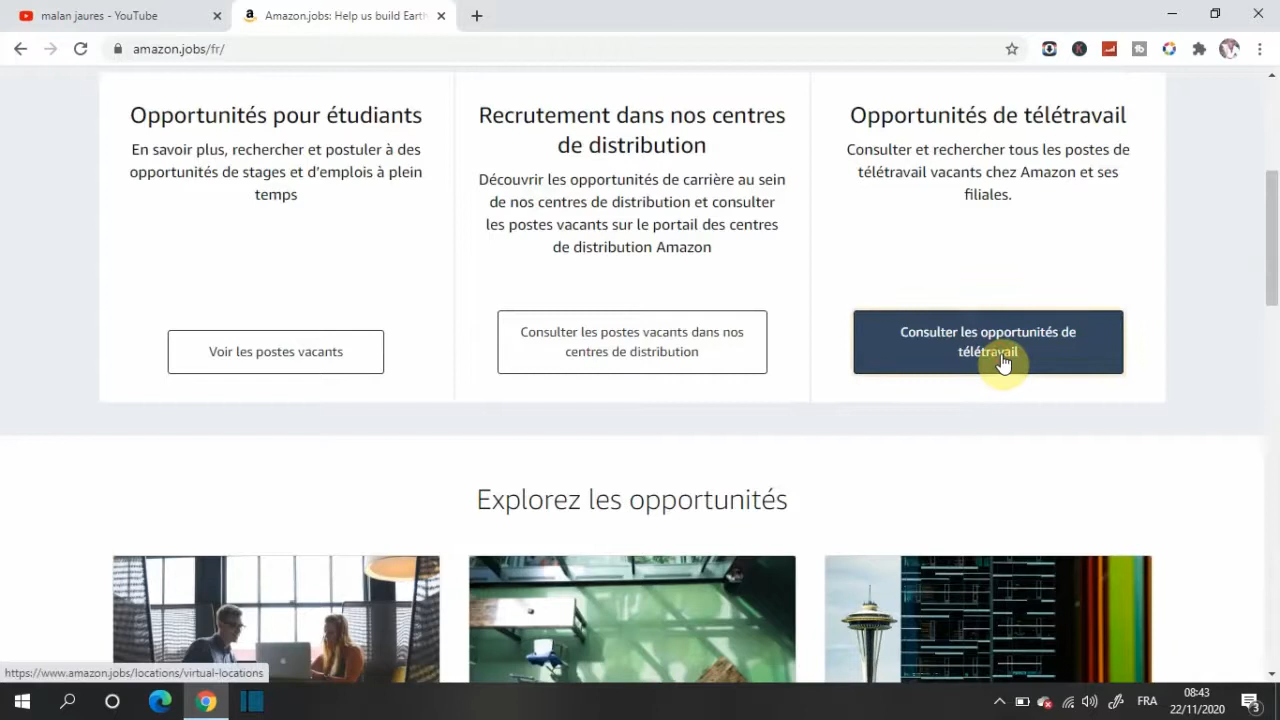 malan jaures - YouTube
Amazon.jobs: Help us build Earth
amazon.jobs/fr/
Opportunités pour étudiants
En savoir plus, rechercher et postuler à des
opportunités de stages et d'emplois à plein
temps
Voir les postes vacants
Recrutement dans nos centres
de distribution
Découvrir les opportunités de carrière au sein
de nos centres de distribution et consulter
les postes vacants sur le portail des centres
de distribution Amazon
Consulter les postes vacants dans nos
centres de distribution
Opportunités de télétravail
Consulter et rechercher tous les postes de
télétravail vacants chez Amazon et ses
filiales.
Consulter les opportunités de
télétravail
Explorez les opportunités
https://www.amazon.jobs/locations/virtual-locations
FRA
08:43
22/11/2020
3